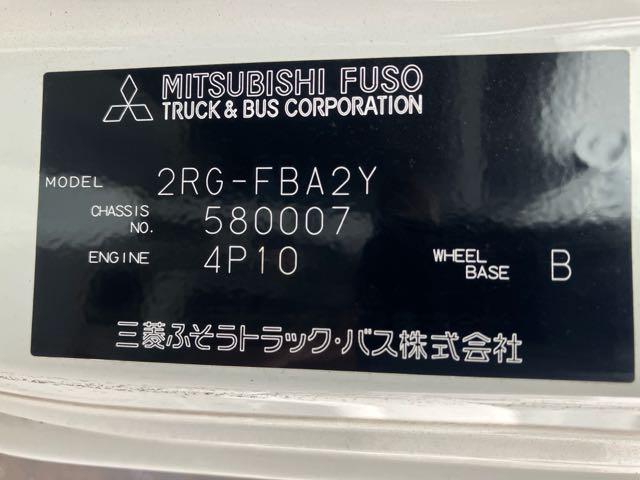 MITSUBISHI FUSO
TRUCK & BUS CORPORATION
MODEL 2RG-FBA2Y
CHASSIS NO. 580007
ENGINE 4P10 WHEEL BASE B
三菱ふそうトラック・バス株式会社